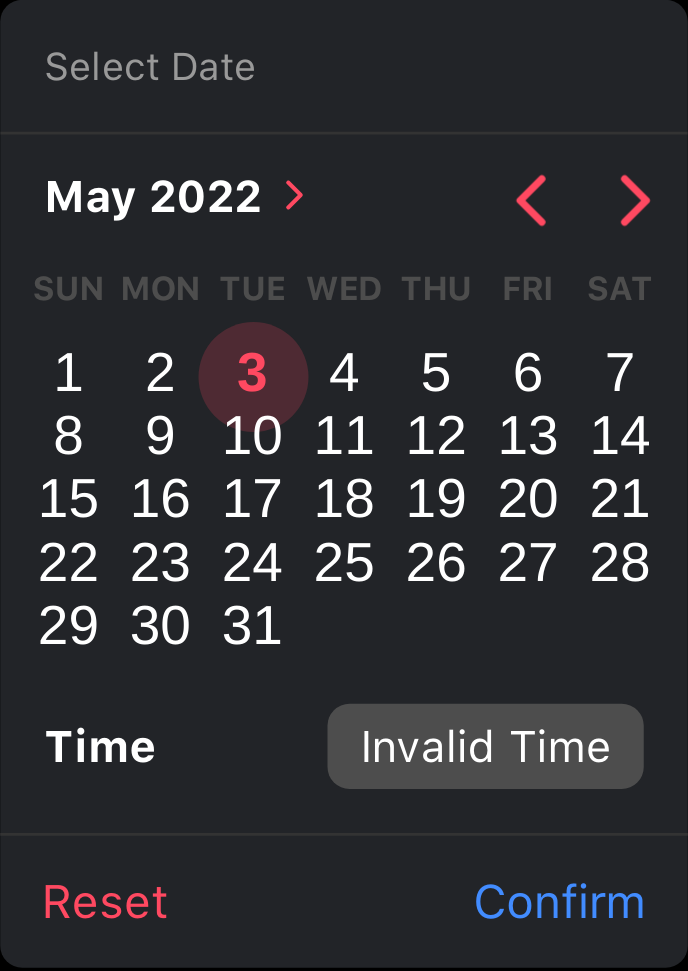 Select Date
May 2022
SUN MON TUE WED THU FRI SAT
1 2 3 4 5 6 7
8 9 10 11 12 13 14
15 16 17 18 19 20 21
22 23 24 25 26 27 28
29 30 31
Time Invalid Time
Reset Confirm